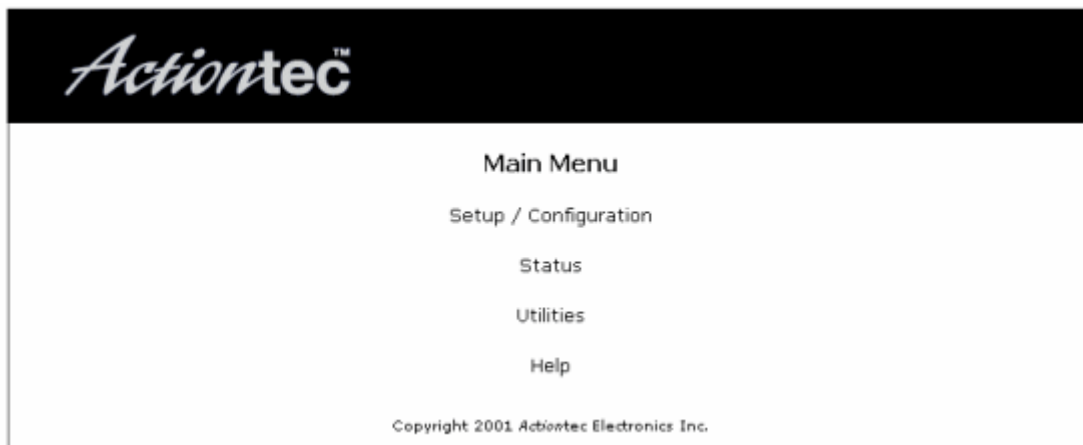 Actiontec™
Main Menu
Setup / Configuration
Status
Utilities
Help
Copyright 2001 Actiontec Electronics Inc.